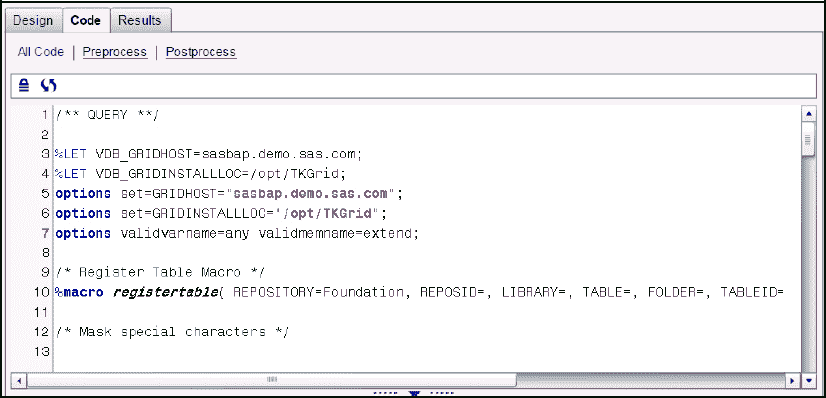 Design Code Results
All Code | Preprocess | Postprocess
1 /** QUERY **/
2
3 %LET VDB_GRIDHOST=sasbap.demo.sas.com;
4 %LET VDB_GRIDINSTALLLOC=/opt/TKGrid;
5 options set=GRIDHOST="sasbap.demo.sas.com";
6 options set=GRIDINSTALLLOC="/opt/TKGrid";
7 options validvarname=any validmemname=extend;
8
9 /* Register Table Macro */
10 %macro registertable( REPOSITORY=Foundation, REPOSID=, LIBRARY=, TABLE=, FOLDER=, TABLEID=
11
12 /* Mask special characters */
13